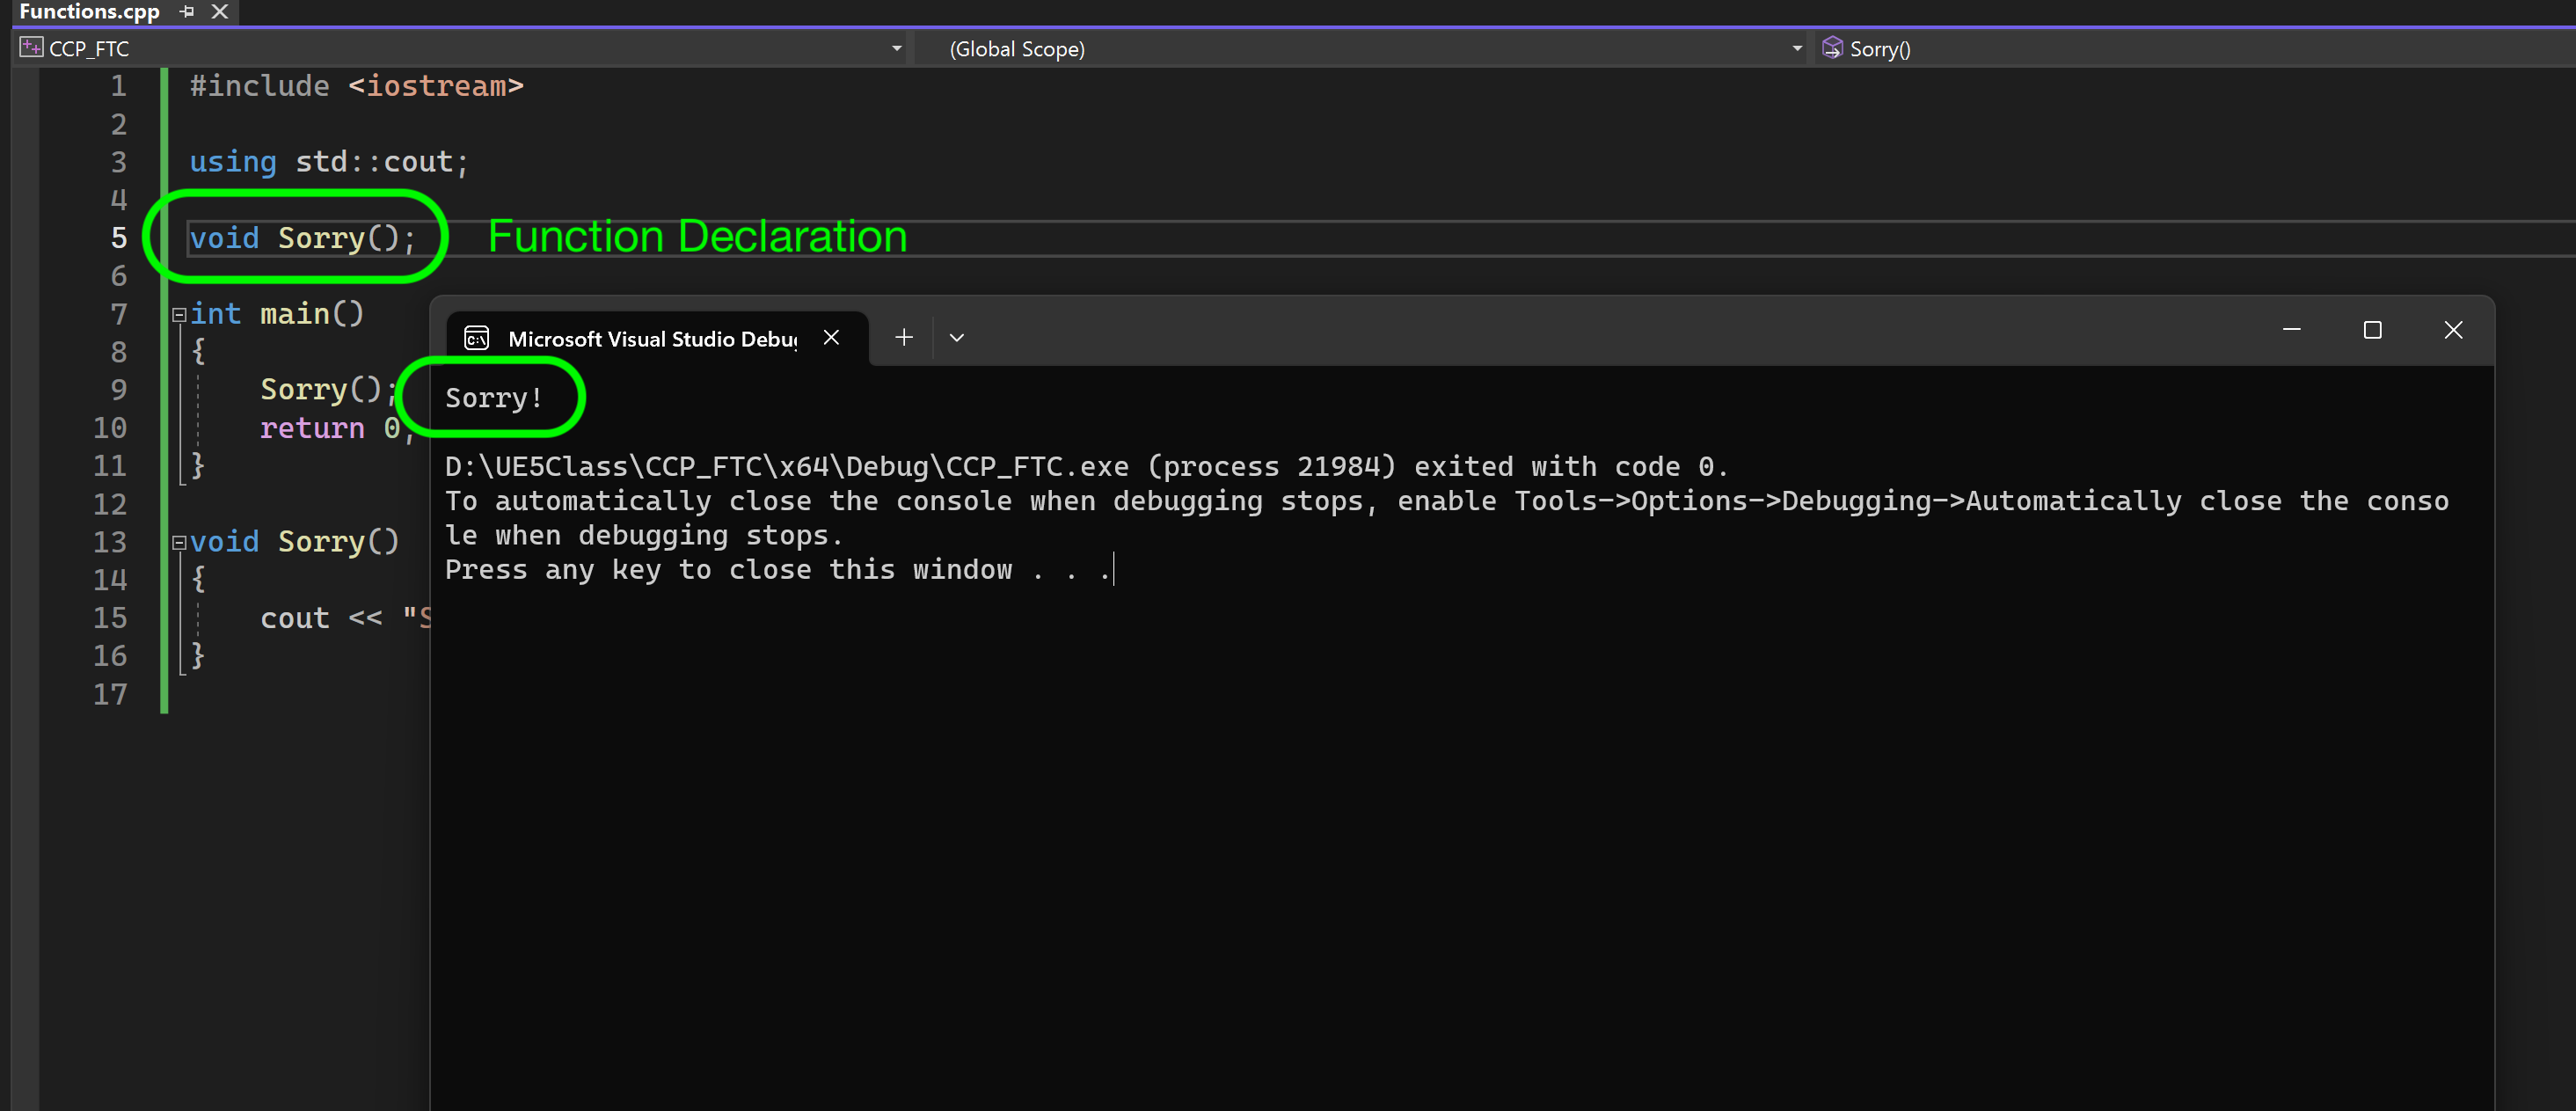 Functions.cpp
CCP_FTC (Global Scope) Sorry()
1 #include <iostream>
2
3 using std::cout;
4
5 void Sorry(); Function Declaration
6
7 int main()
8 {
9 Sorry();
10 return 0;
11 }
12
13 void Sorry()
14 {
15 cout << "S
16 }
17
Microsoft Visual Studio Debug
Sorry!
D:\UE5Class\CCP_FTC\x64\Debug\CCP_FTC.exe (process 21984) exited with code 0.
To automatically close the console when debugging stops, enable Tools->Options->Debugging->Automatically close the conso
le when debugging stops.
Press any key to close this window . . .